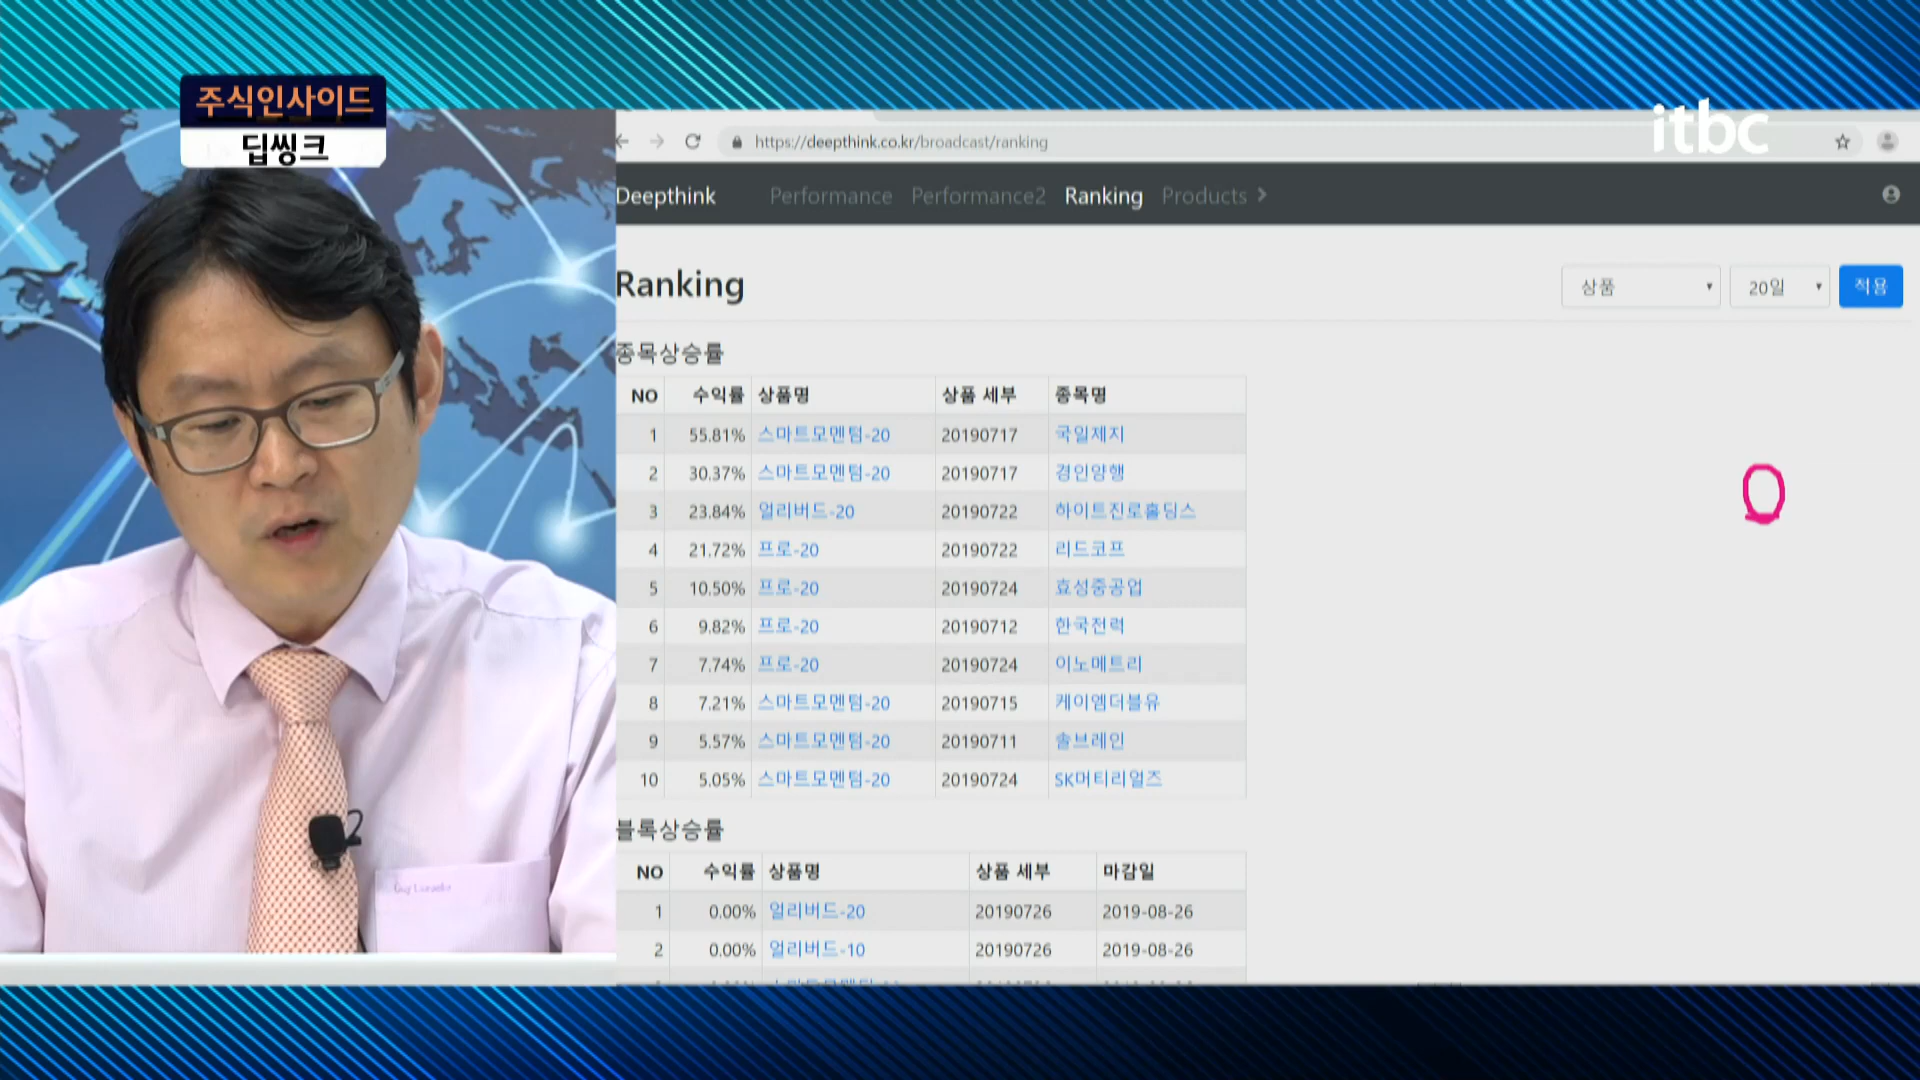 주식인사이드
딥씽크
itbc
https://deepthink.co.kr/broadcast/ranking
Deepthink Performance Performance2 Ranking Products
Ranking
상품 20일 적용
종목상승률
NO 수익률 상품명 상품 세부 종목명
1 55.81% 스마트모멘텀-20 20190717 국일제지
2 30.37% 스마트모멘텀-20 20190717 경인양행
3 23.84% 얼리버드-20 20190722 하이트진로홀딩스
4 21.72% 프로-20 20190722 리드코프
5 10.50% 프로-20 20190724 효성중공업
6 9.82% 프로-20 20190712 한국전력
7 7.74% 프로-20 20190724 이노메트리
8 7.21% 스마트모멘텀-20 20190715 케이엠더블유
9 5.57% 스마트모멘텀-20 20190711 솔브레인
10 5.05% 스마트모멘텀-20 20190724 SK머티리얼즈
블록상승률
NO 수익률 상품명 상품 세부 마감일
1 0.00% 얼리버드-20 20190726 2019-08-26
2 0.00% 얼리버드-10 20190726 2019-08-26